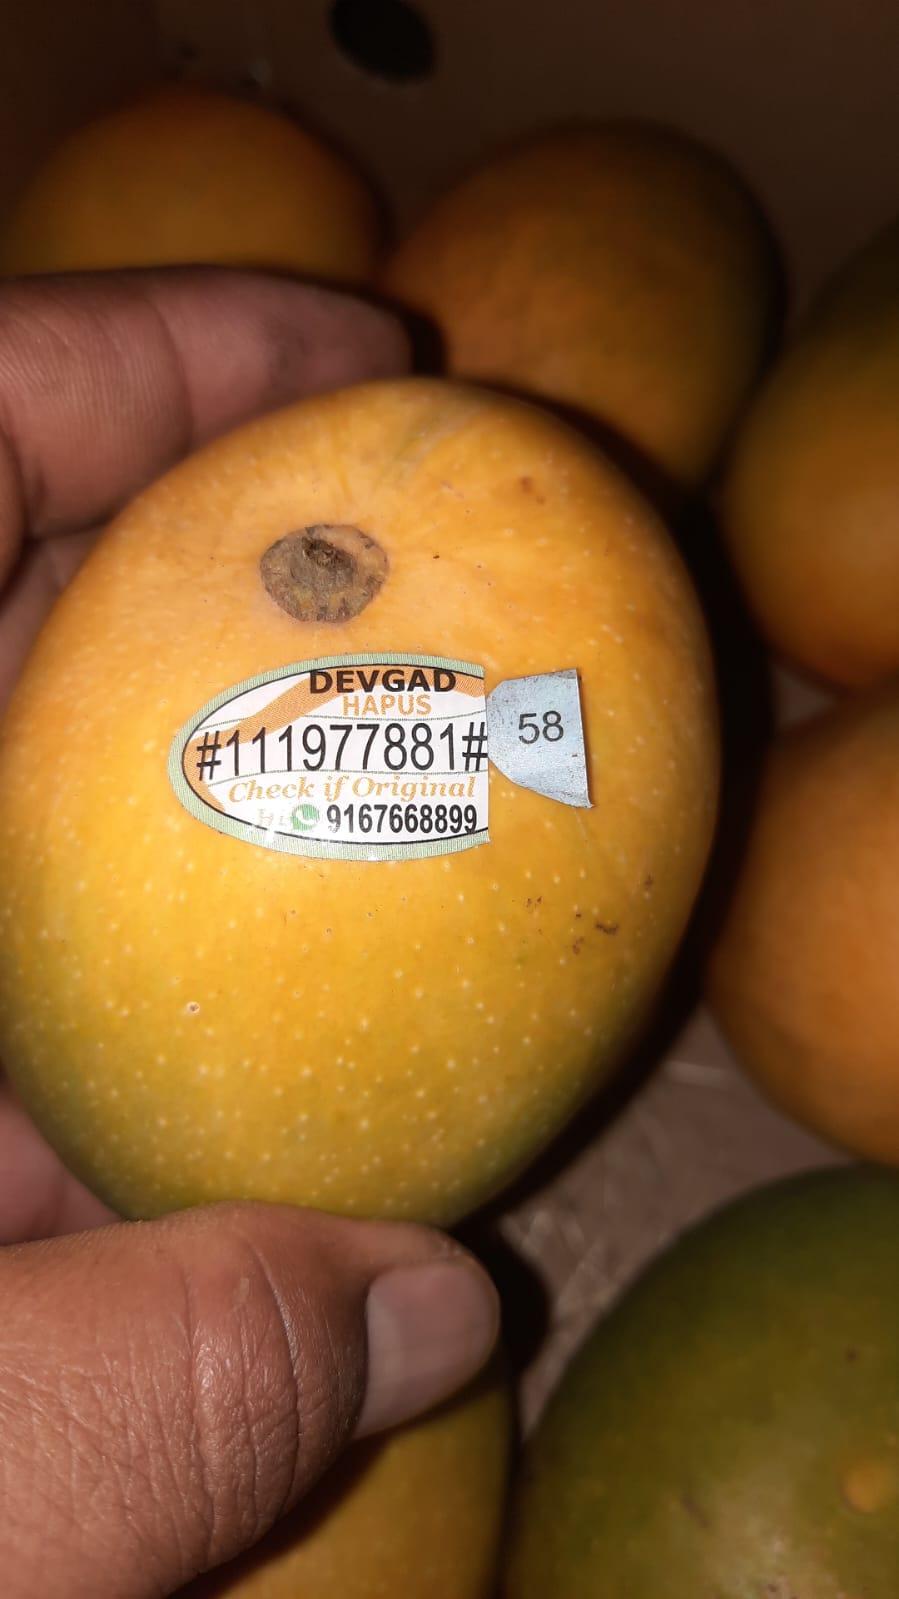 DEVGAD
HAPUS
#111977881#
58
Check if Original
9167668899